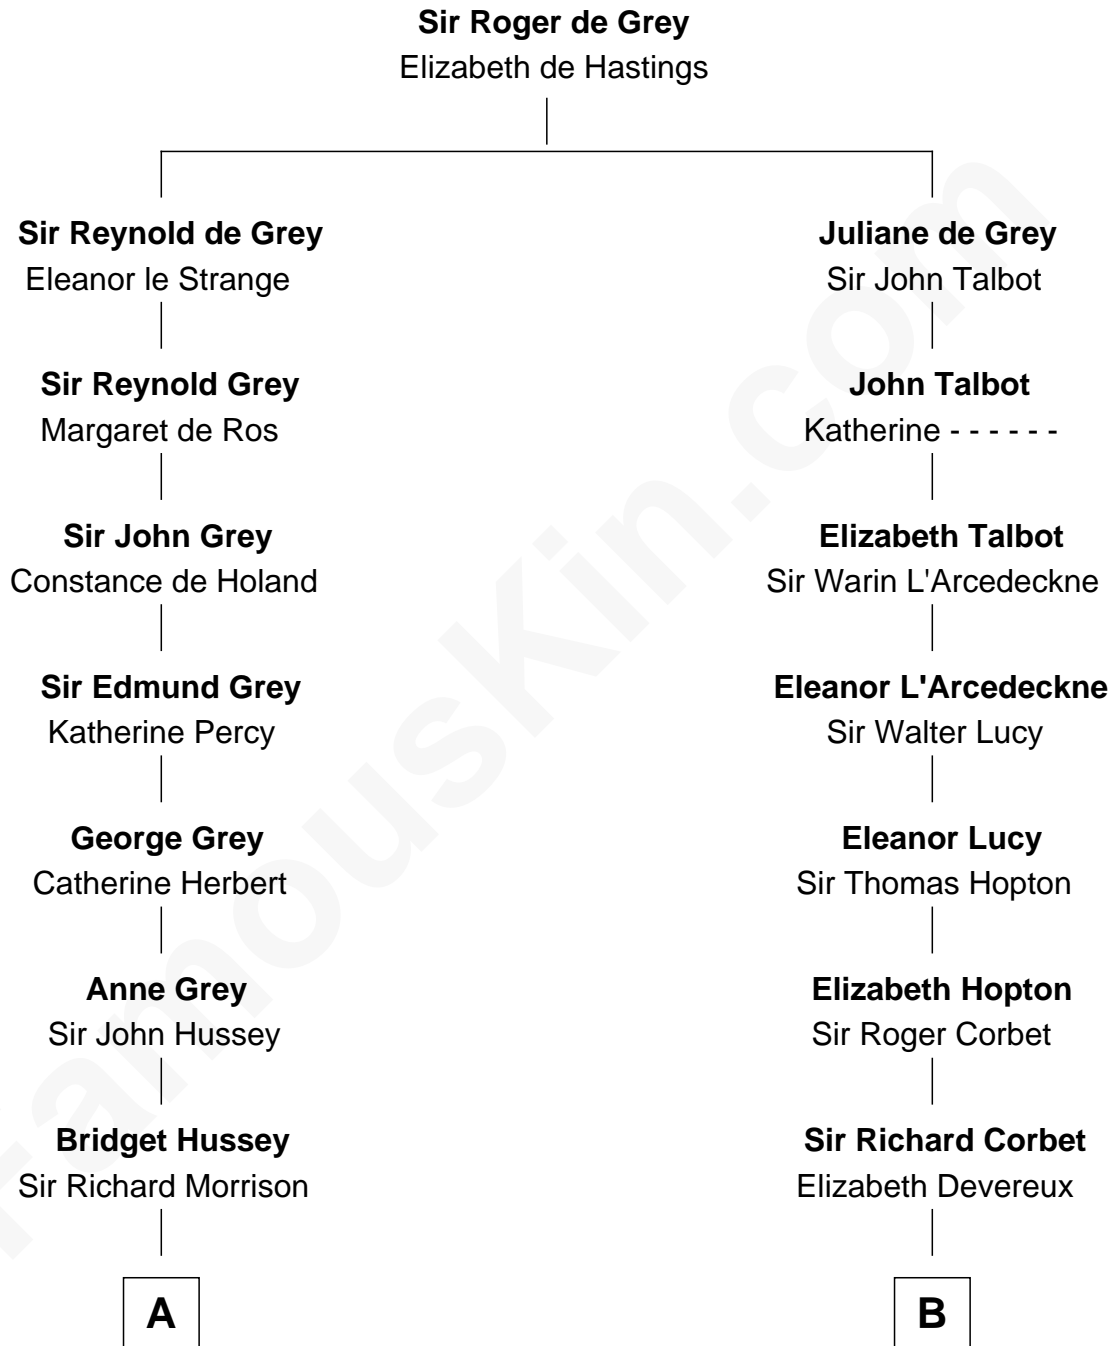 Sir Roger de Grey
Elizabeth de Hastings
Sir Reynold de Grey
Eleanor le Strange
Juliane de Grey
Sir John Talbot
Sir Reynold Grey
Margaret de Ros
John Talbot
Katherine - - - - - -
Sir John Grey
Constance de Holand
Elizabeth Talbot
Sir Warin L'Arcedeckne
Sir Edmund Grey
Katherine Percy
Eleanor L'Arcedeckne
Sir Walter Lucy
George Grey
Catherine Herbert
Eleanor Lucy
Sir Thomas Hopton
Anne Grey
Sir John Hussey
Elizabeth Hopton
Sir Roger Corbet
Bridget Hussey
Sir Richard Morrison
Sir Richard Corbet
Elizabeth Devereux
A
B
FamousKin.com